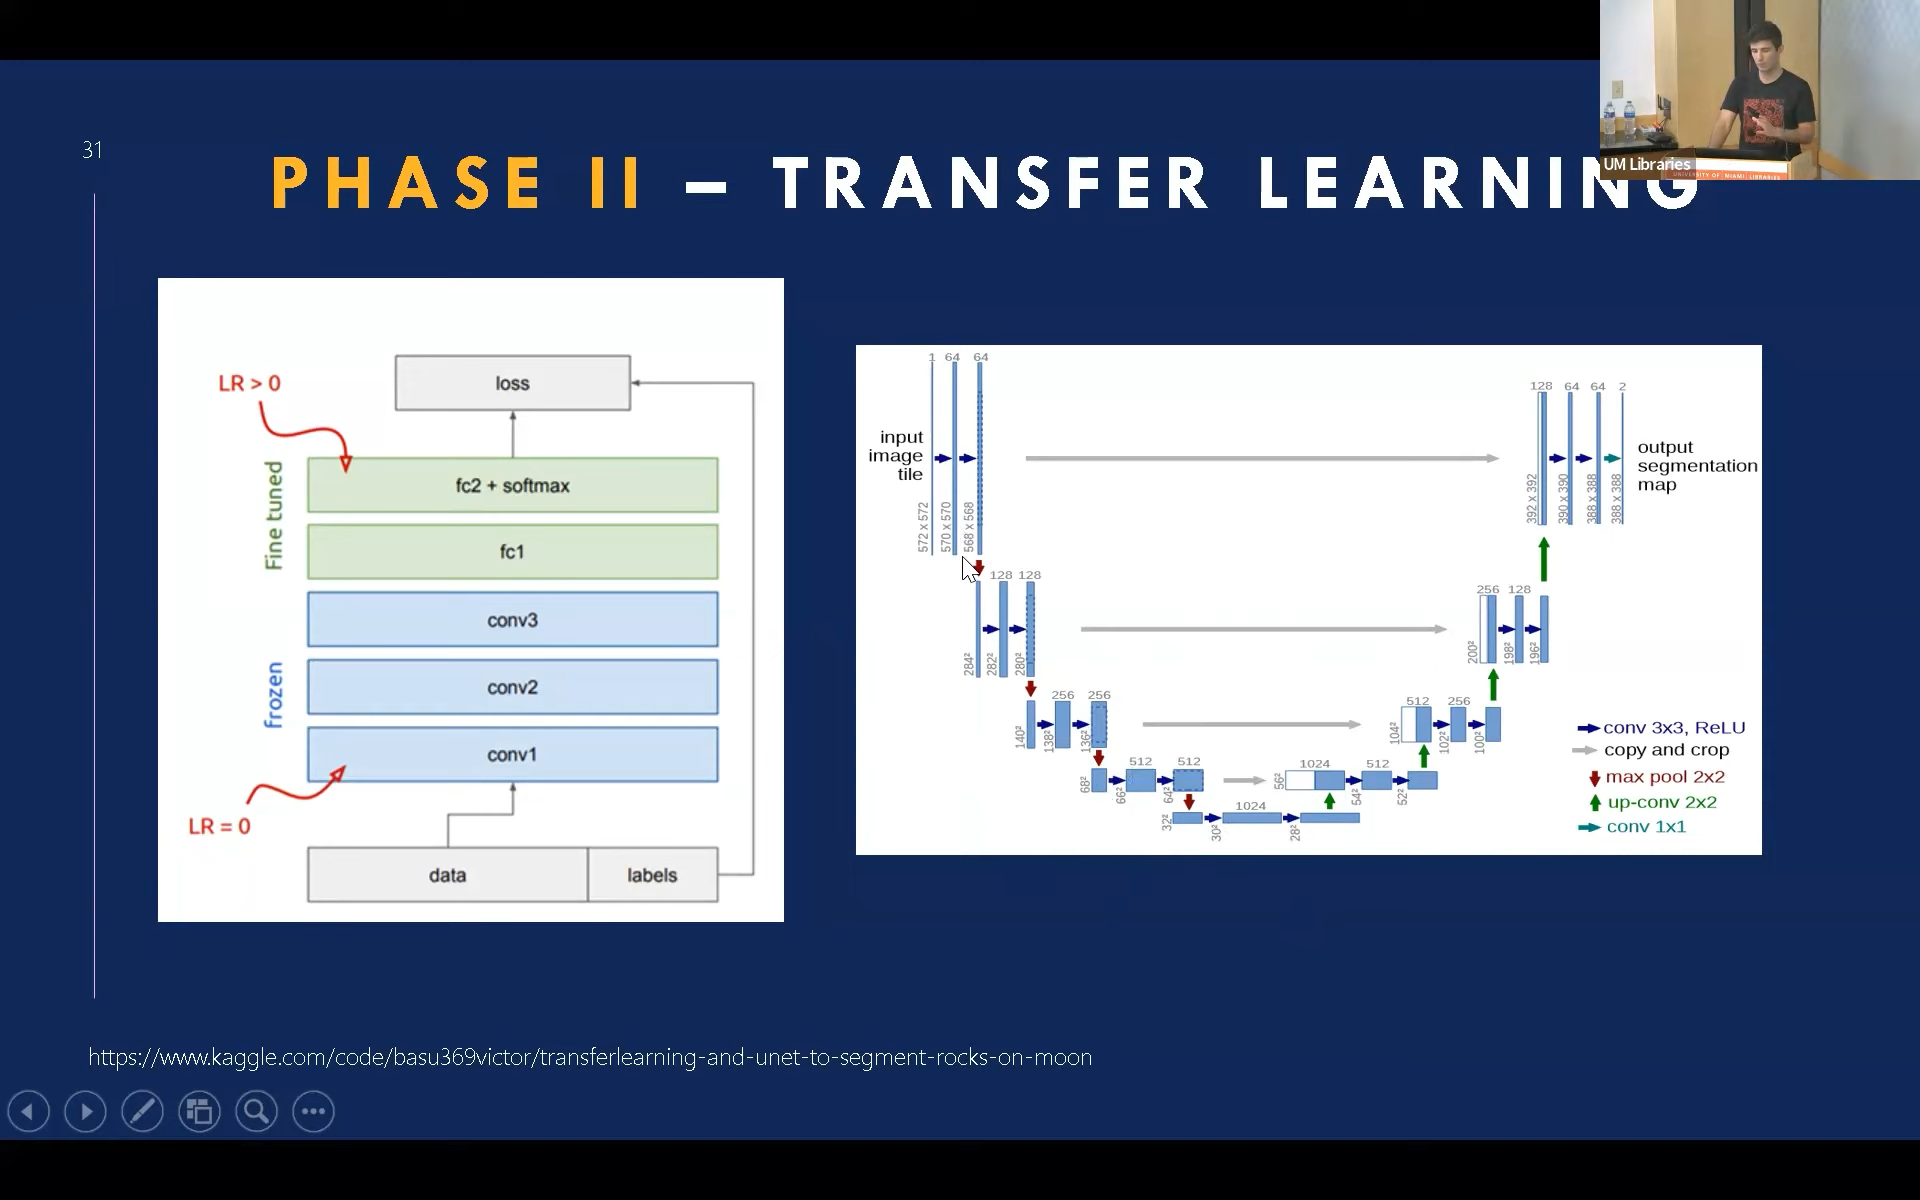 31
PHASE II – TRANSFER LEARNING
UM Libraries
UNIVERSITY OF MIAMI LIBRARIES
LR > 0
loss
Fine tuned
fc2 + softmax
fc1
conv3
frozen
conv2
conv1
LR = 0
data
labels
1 64 64
input
image
tile
572 x 572
570 x 570
568 x 568
128 128
284²
282²
280²
256 256
140²
138²
136²
512 512
68²
66²
64²
1024
32²
30²
28²
1024 512
56²
54²
52²
512 256
104²
102²
100²
256 128
200²
198²
196²
128 64 64 2
392 x 392
390 x 390
388 x 388
388 x 388
output
segmentation
map
conv 3x3, ReLU
copy and crop
max pool 2x2
up-conv 2x2
conv 1x1
https://www.kaggle.com/code/basu369victor/transferlearning-and-unet-to-segment-rocks-on-moon